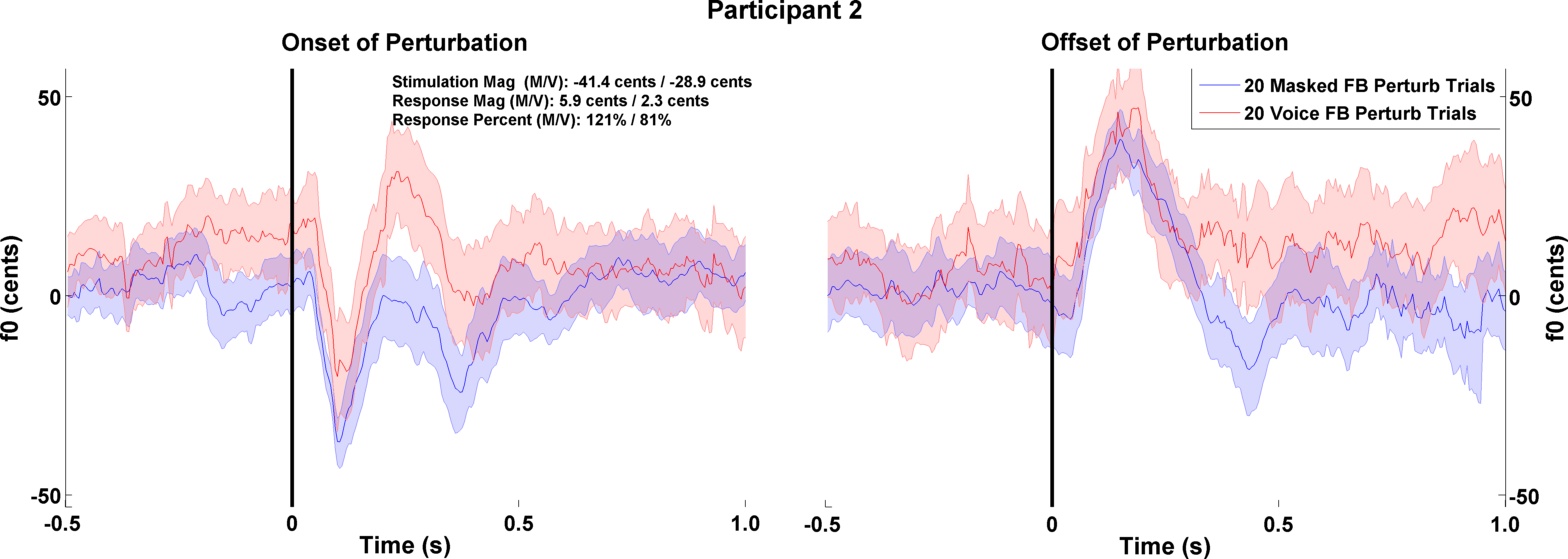 Participant 2
Onset of Perturbation
Offset of Perturbation
Stimulation Mag (M/V): -41.4 cents / -28.9 cents
Response Mag (M/V): 5.9 cents / 2.3 cents
Response Percent (M/V): 121% / 81%
20 Masked FB Perturb Trials
20 Voice FB Perturb Trials
50
0
-50
f0 (cents)
-0.5
0
0.5
1.0
Time (s)
-0.5
0
0.5
1.0
Time (s)
50
0
-50
f0 (cents)